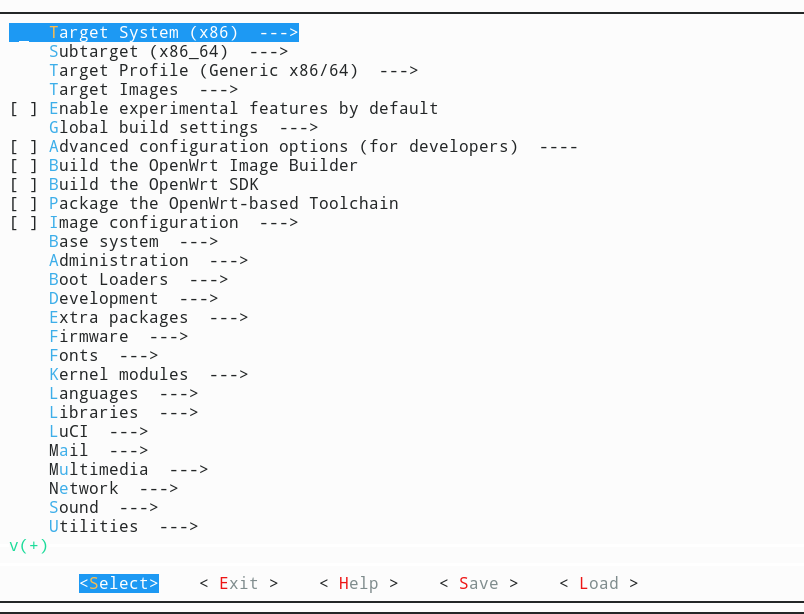 Target System (x86)  --->
Subtarget (x86_64)  --->
Target Profile (Generic x86/64)  --->
Target Images  --->
[ ] Enable experimental features by default
Global build settings  --->
[ ] Advanced configuration options (for developers)  ----
[ ] Build the OpenWrt Image Builder
[ ] Build the OpenWrt SDK
[ ] Package the OpenWrt-based Toolchain
[ ] Image configuration  --->
Base system  --->
Administration  --->
Boot Loaders  --->
Development  --->
Extra packages  --->
Firmware  --->
Fonts  --->
Kernel modules  --->
Languages  --->
Libraries  --->
LuCI  --->
Mail  --->
Multimedia  --->
Network  --->
Sound  --->
Utilities  --->
v(+)
<Select>    < Exit >    < Help >    < Save >    < Load >